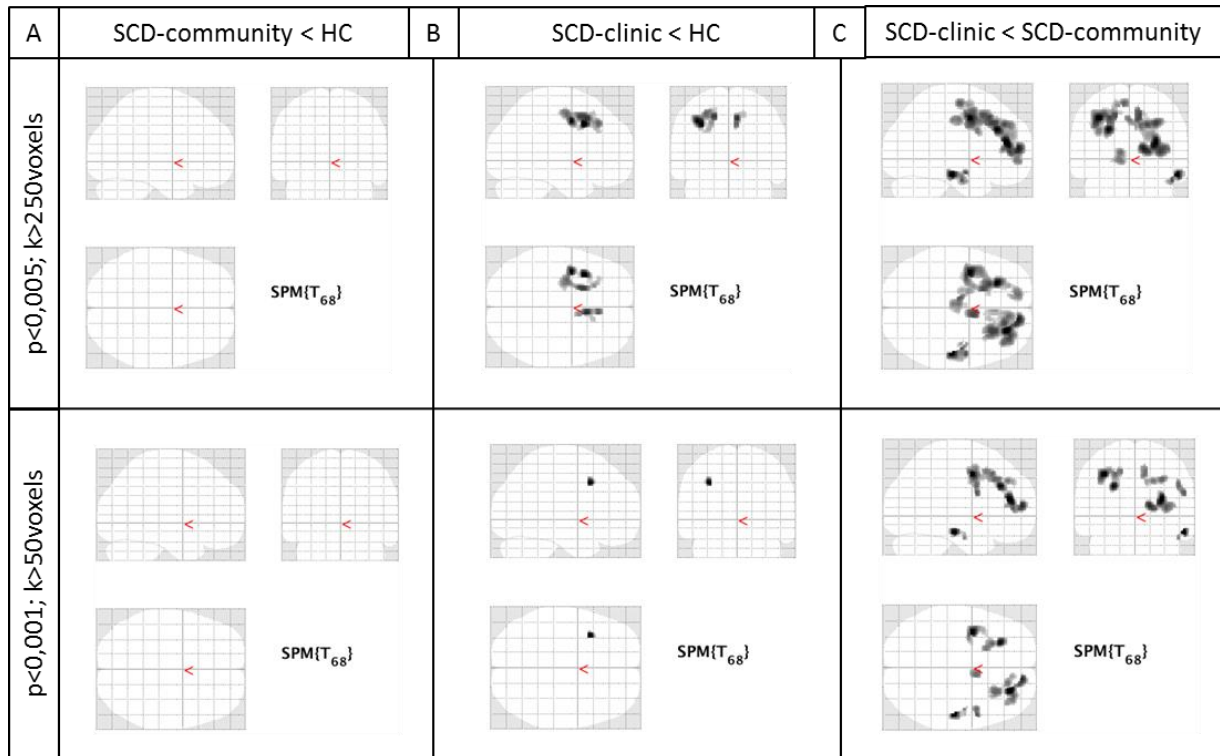 A
SCD-community < HC
B
SCD-clinic < HC
C
SCD-clinic < SCD-community
p<0,005; k>250voxels
<
<
<
SPM{T68}
<
<
<
SPM{T68}
<
<
<
SPM{T68}
p<0,001; k>50voxels
<
<
<
SPM{T68}
<
<
<
SPM{T68}
<
<
<
SPM{T68}